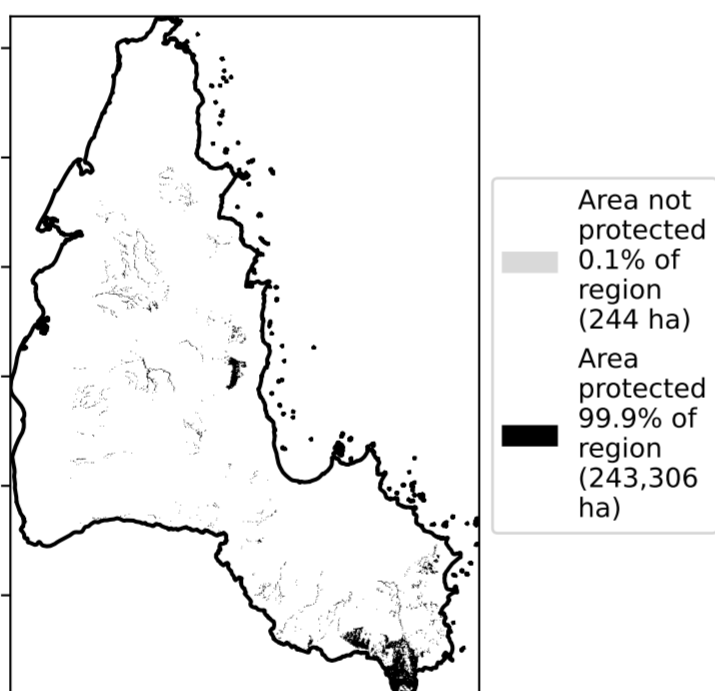 Area not
protected
0.1% of
region
(244 ha)
Area
protected
99.9% of
region
(243,306
ha)